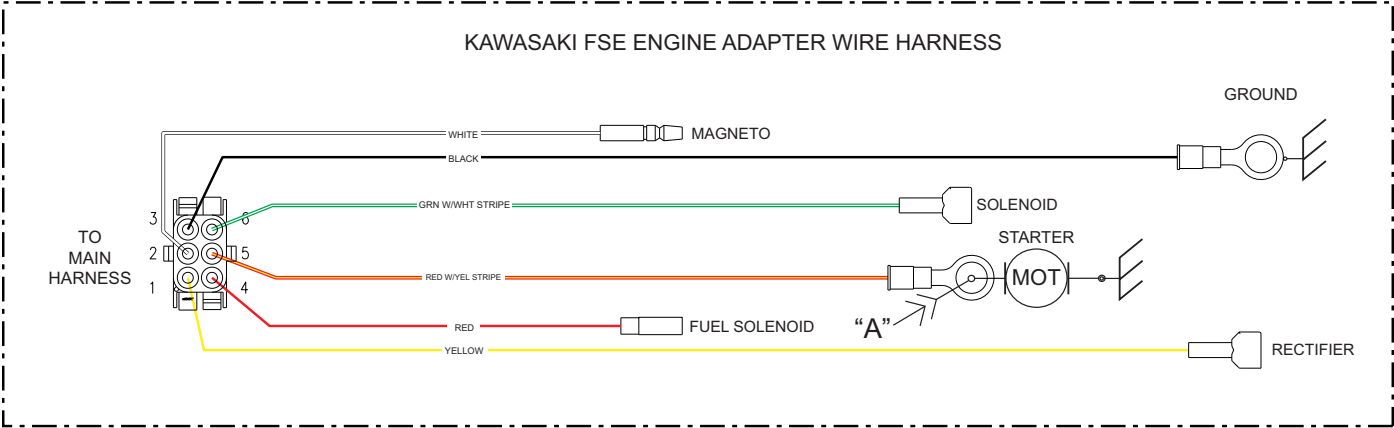 KAWASAKI FSE ENGINE ADAPTER WIRE HARNESS
GROUND
WHITE
MAGNETO
BLACK
GRN W/WHT STRIPE
SOLENOID
3
6
TO
MAIN
HARNESS
2
5
STARTER
MOT
RED W/YEL STRIPE
1
4
"A"
RED
FUEL SOLENOID
YELLOW
RECTIFIER